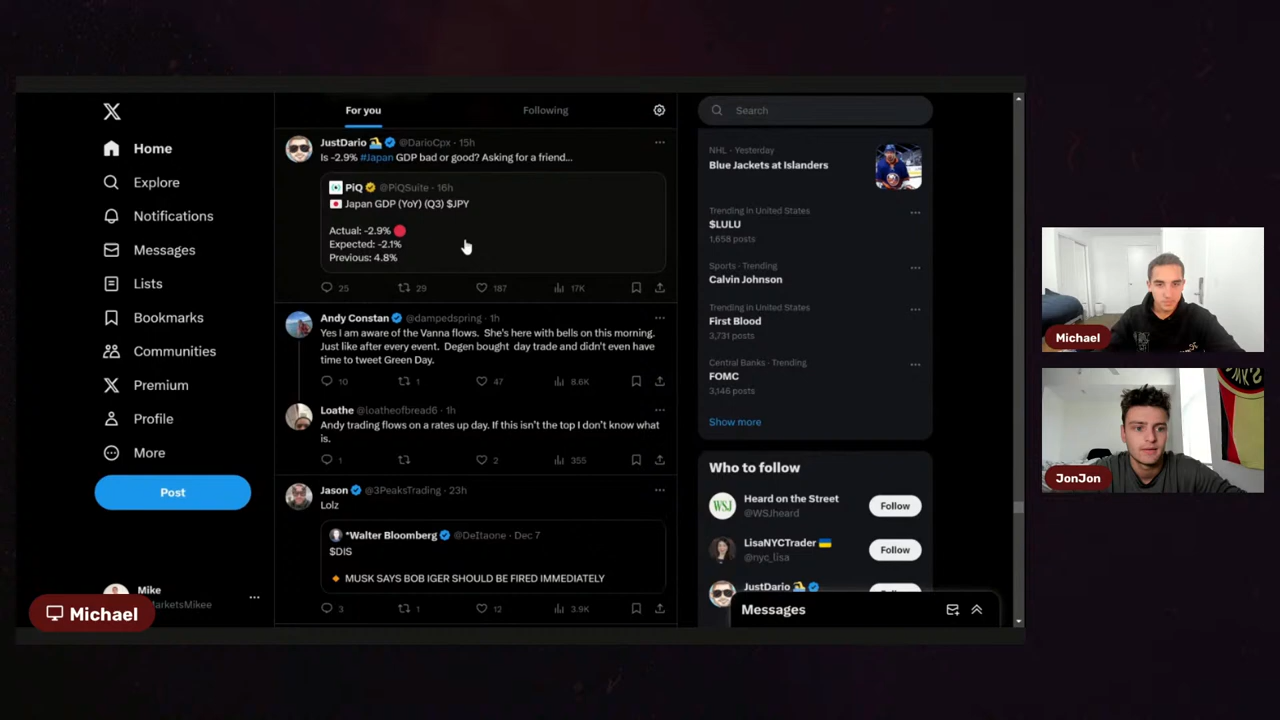 Home
Explore
Notifications
Messages
Lists
Bookmarks
Communities
Premium
Profile
More
Post
Mike
MarketsMikee
Michael
For you
Following
JustDario @DarioCpx · 15h
Is -2.9% #Japan GDP bad or good? Asking for a friend...
PiQ @PiQSuite · 16h
Japan GDP (YoY) (Q3) $JPY
Actual: -2.9%
Expected: -2.1%
Previous: 4.8%
25 29 187 17K
Andy Constan @dampedspring · 1h
Yes I am aware of the Vanna flows. She's here with bells on this morning.
Just like after every event. Degen bought day trade and didn't even have
time to tweet Green Day.
10 1 47 8.6K
Loathe @loatheofbread6 · 1h
Andy trading flows on a rates up day. If this isn't the top I don't know what
is.
1 2 355
Jason @3PeaksTrading · 23h
Lolz
*Walter Bloomberg @DeItaone · Dec 7
$DIS
MUSK SAYS BOB IGER SHOULD BE FIRED IMMEDIATELY
3 1 12 3.9K
Search
NHL · Yesterday
Blue Jackets at Islanders
Trending in United States
$LULU
1,658 posts
Sports · Trending
Calvin Johnson
Trending in United States
First Blood
3,731 posts
Central Banks · Trending
FOMC
3,146 posts
Show more
Who to follow
WSJ
Heard on the Street
@WSJheard
Follow
LisaNYCTrader
@nyc_lisa
Follow
JustDario
Messages
Michael
JonJon